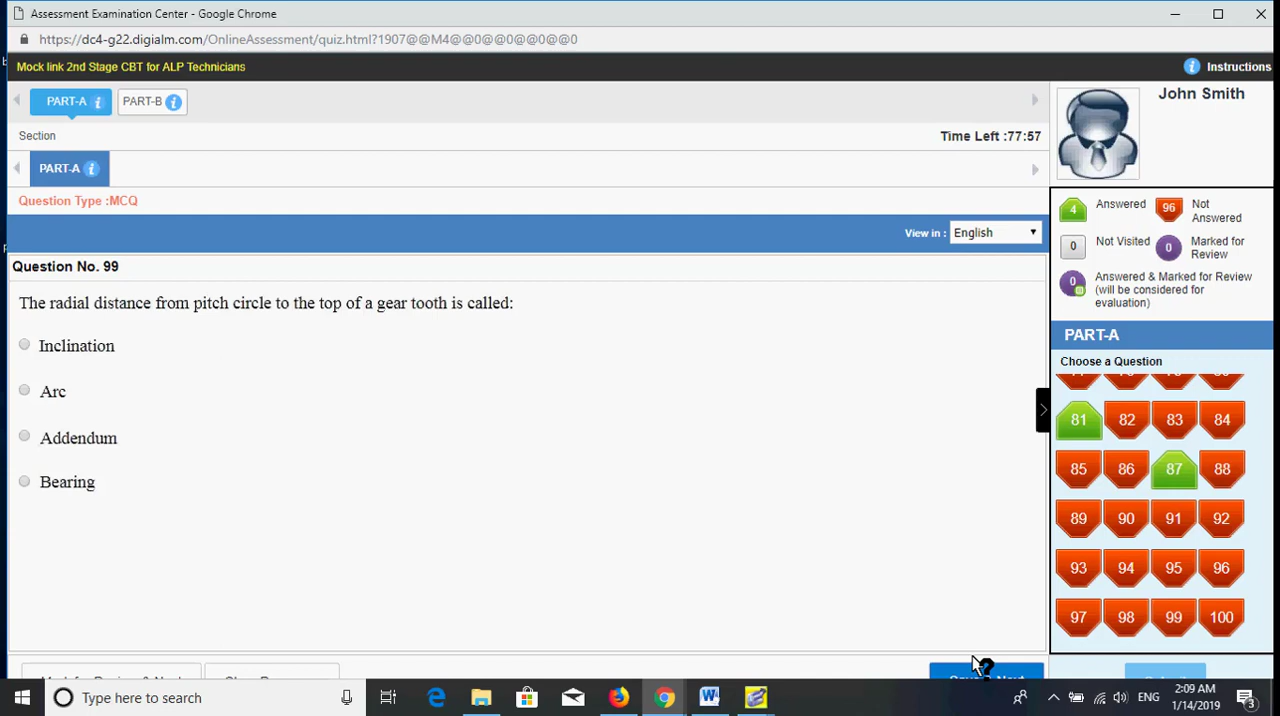 Assessment Examination Center - Google Chrome
https://dc4-g22.digialm.com/OnlineAssessment/quiz.html?1907@@M4@@0@@0@@0@@0
Mock link 2nd Stage CBT for ALP Technicians
Instructions
PART-A
PART-B
John Smith
Section
Time Left :77:57
PART-A
Question Type :MCQ
4 Answered
96 Not Answered
View in : English
0 Not Visited
0 Marked for Review
Question No. 99
0 Answered & Marked for Review (will be considered for evaluation)
The radial distance from pitch circle to the top of a gear tooth is called:
Inclination
Arc
Addendum
Bearing
PART-A
Choose a Question
81 82 83 84
85 86 87 88
89 90 91 92
93 94 95 96
97 98 99 100
Type here to search
ENG
2:09 AM
1/14/2019
3